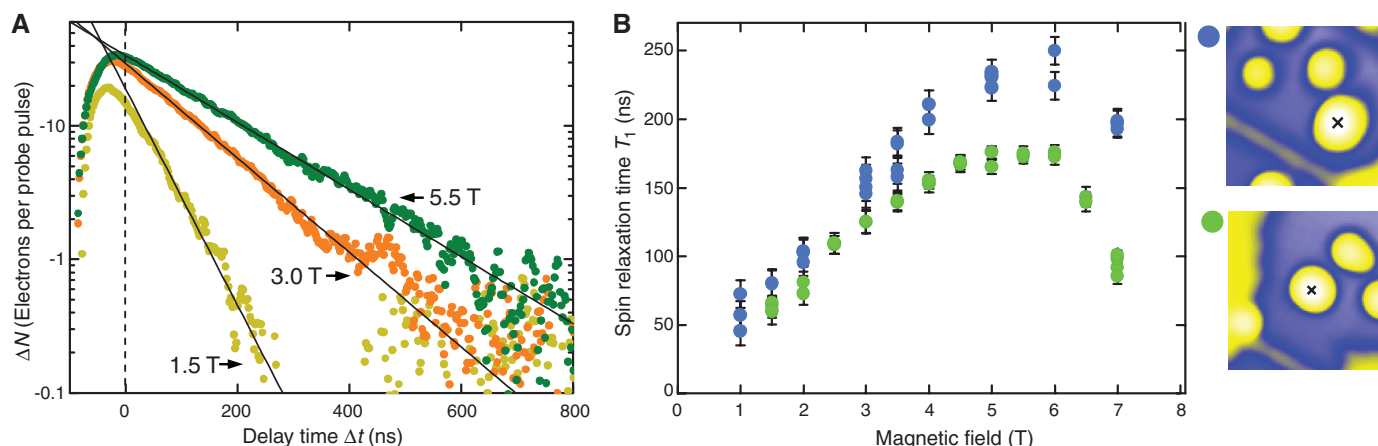 A
ΔN (Electrons per probe pulse)
-10
-1
-0.1
5.5 T
3.0 T
1.5 T
0
200
400
600
800
Delay time Δt (ns)
B
Spin relaxation time T1 (ns)
250
200
150
100
50
0
0
1
2
3
4
5
6
7
8
Magnetic field (T)
×
×